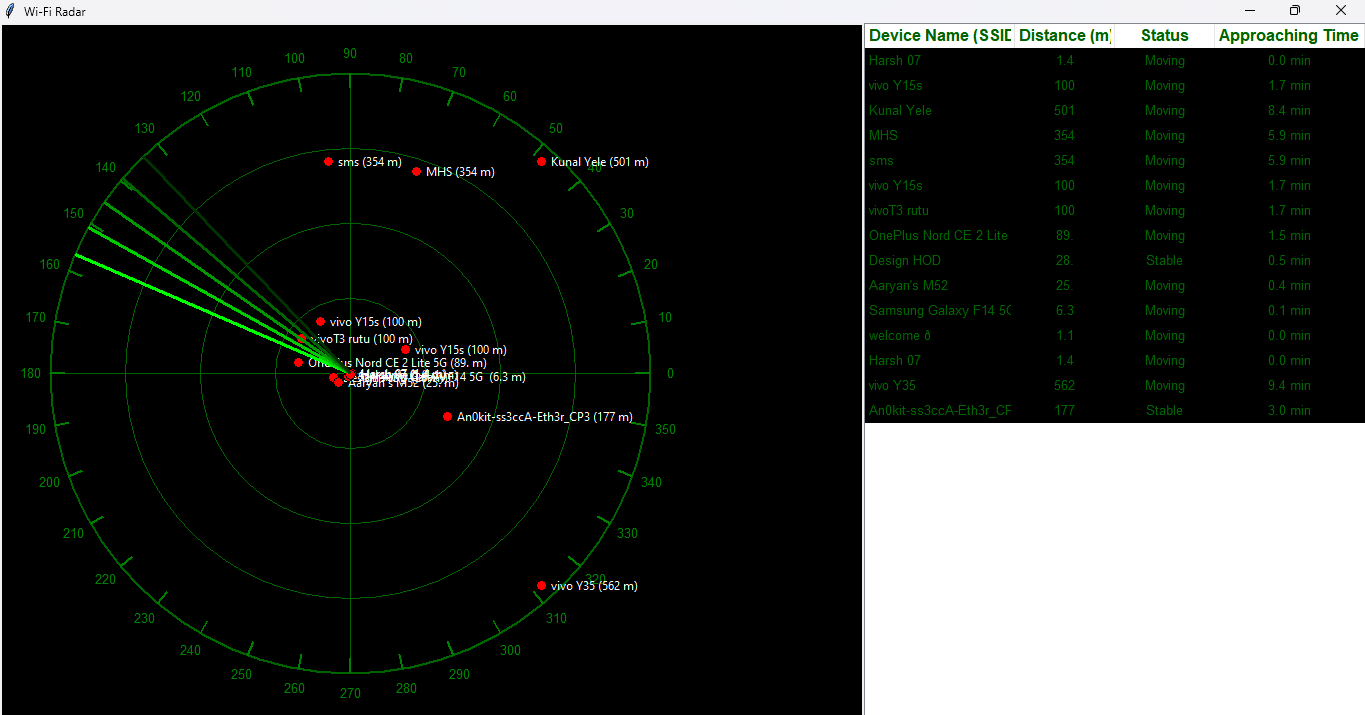 Wi-Fi Radar
90
100
80
110
70
120
60
130
50
140
40
150
30
160
20
170
10
180
0
190
350
200
340
210
330
220
320
230
310
240
300
250
290
260
280
270
sms (354 m)
Kunal Yele (501 m)
MHS (354 m)
vivo Y15s (100 m)
vivoT3 rutu (100 m)
vivo Y15s (100 m)
OnePlus Nord CE 2 Lite 5G (89. m)
14 5G (6.3 m)
Aaryan's M52 (25. m)
An0kit-ss3ccA-Eth3r_CP3 (177 m)
vivo Y35 (562 m)
Device Name (SSID Distance (m) Status Approaching Time
Harsh 07 1.4 Moving 0.0 min
vivo Y15s 100 Moving 1.7 min
Kunal Yele 501 Moving 8.4 min
MHS 354 Moving 5.9 min
sms 354 Moving 5.9 min
vivo Y15s 100 Moving 1.7 min
vivoT3 rutu 100 Moving 1.7 min
OnePlus Nord CE 2 Lite 89. Moving 1.5 min
Design HOD 28. Stable 0.5 min
Aaryan's M52 25. Moving 0.4 min
Samsung Galaxy F14 5G 6.3 Moving 0.1 min
welcome ð 1.1 Moving 0.0 min
Harsh 07 1.4 Moving 0.0 min
vivo Y35 562 Moving 9.4 min
An0kit-ss3ccA-Eth3r_CF 177 Stable 3.0 min